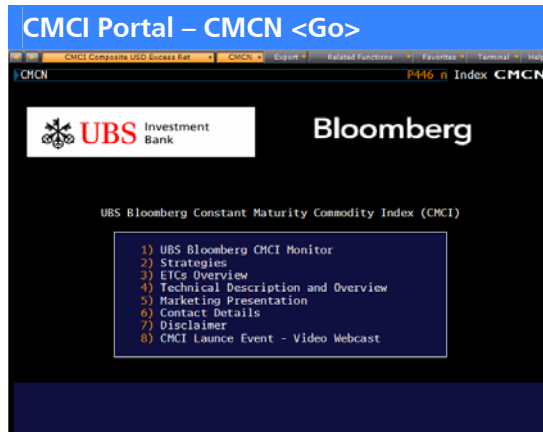 CMCI Portal – CMCN <Go>
CMCI Composite USD Excess Ret CMCN Export Related Functions Favorites Terminal Help
CMCN P446 n Index CMCN
UBS Investment Bank
Bloomberg
UBS Bloomberg Constant Maturity Commodity Index (CMCI)
1) UBS Bloomberg CMCI Monitor
2) Strategies
3) ETCs Overview
4) Technical Description and Overview
5) Marketing Presentation
6) Contact Details
7) Disclaimer
8) CMCI Launce Event - Video Webcast